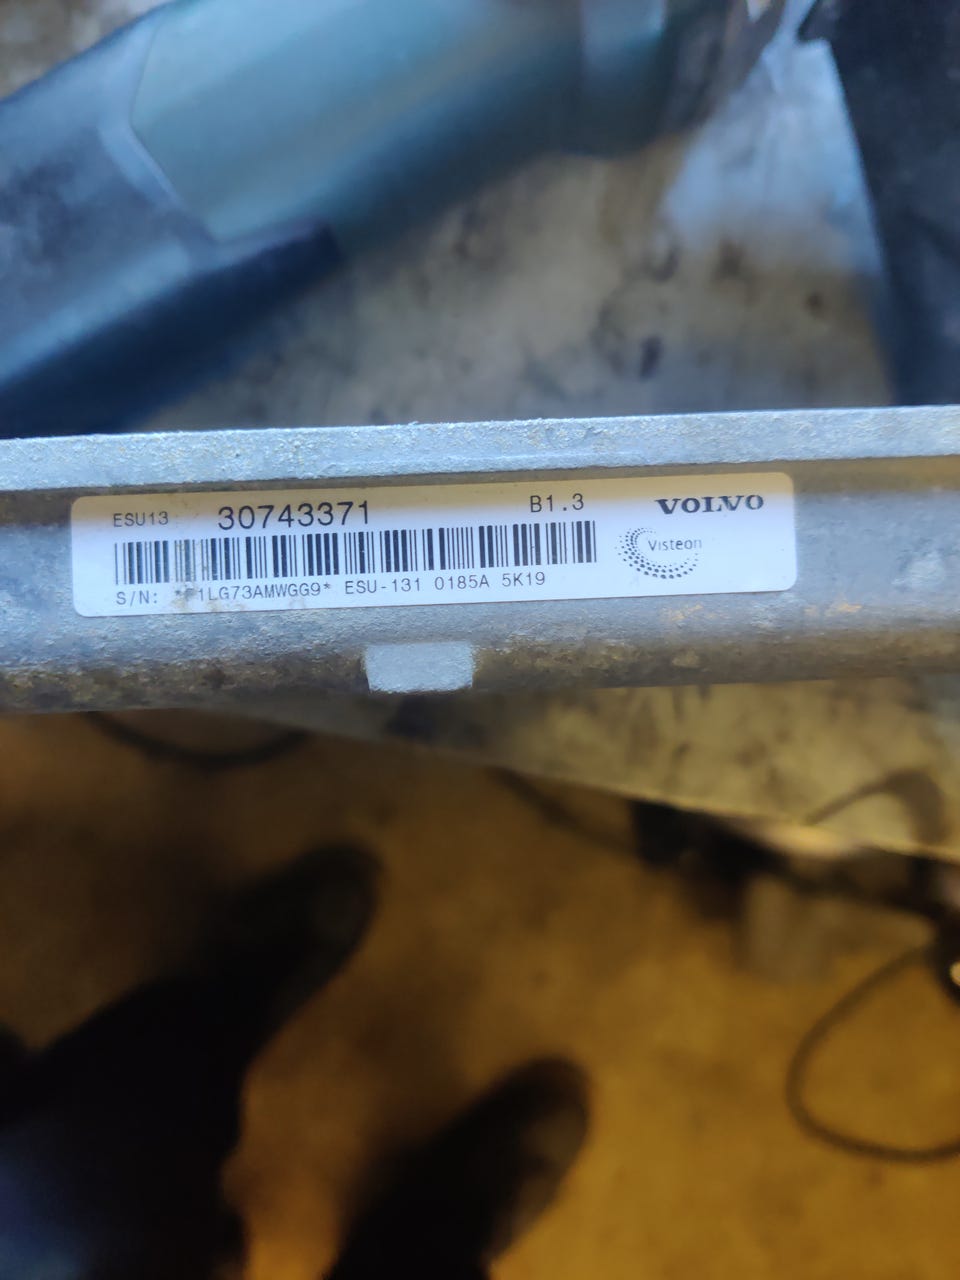 ESU13 30743371 B1.3 VOLVO
Visteon
S/N: ESU-131 0185A 5K19